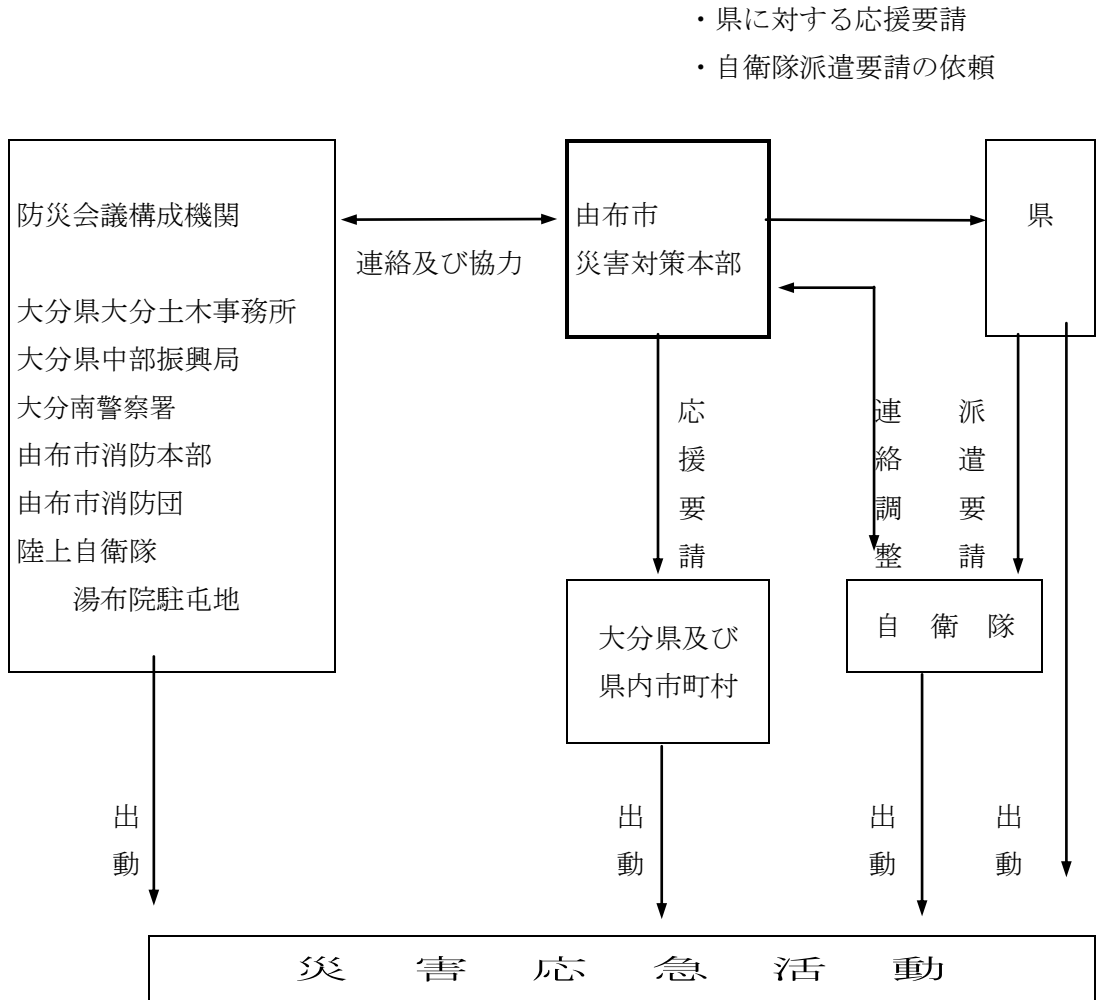 ・県に対する応援要請
・自衛隊派遣要請の依頼
防災会議構成機関
大分県大分土木事務所
大分県中部振興局
大分南警察署
由布市消防本部
由布市消防団
陸上自衛隊
湯布院駐屯地
連絡及び協力
由布市
災害対策本部
県
応援要請
連絡調整
派遣要請
大分県及び
県内市町村
自衛隊
出動
出動
出動
出動
災害応急活動